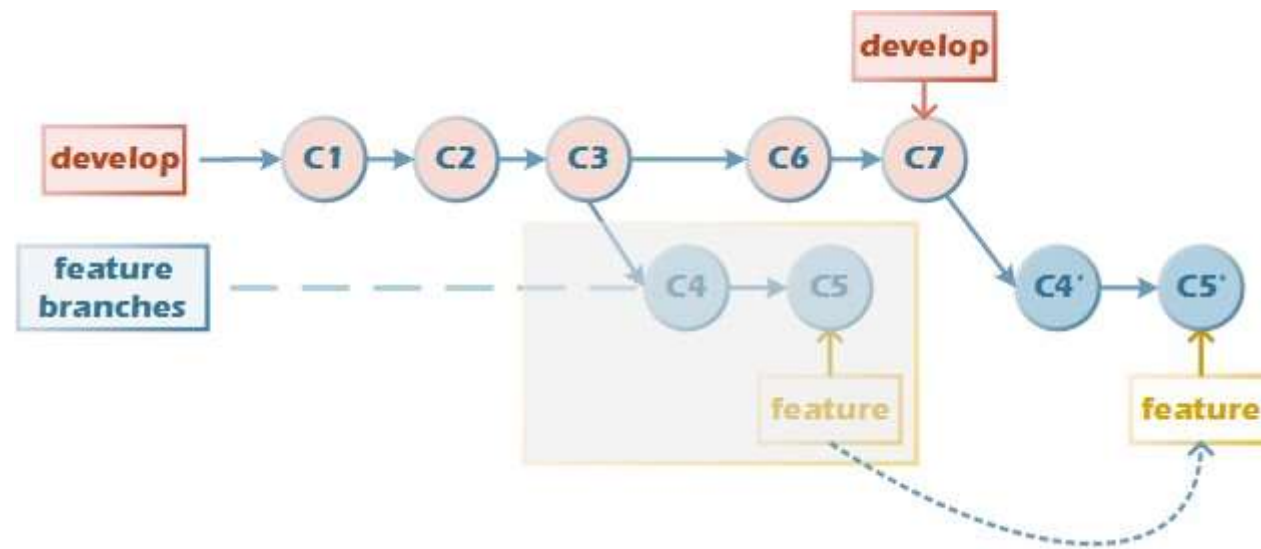 develop
develop
C1
C2
C3
C6
C7
feature
branches
C4
C5
C4'
C5'
feature
feature